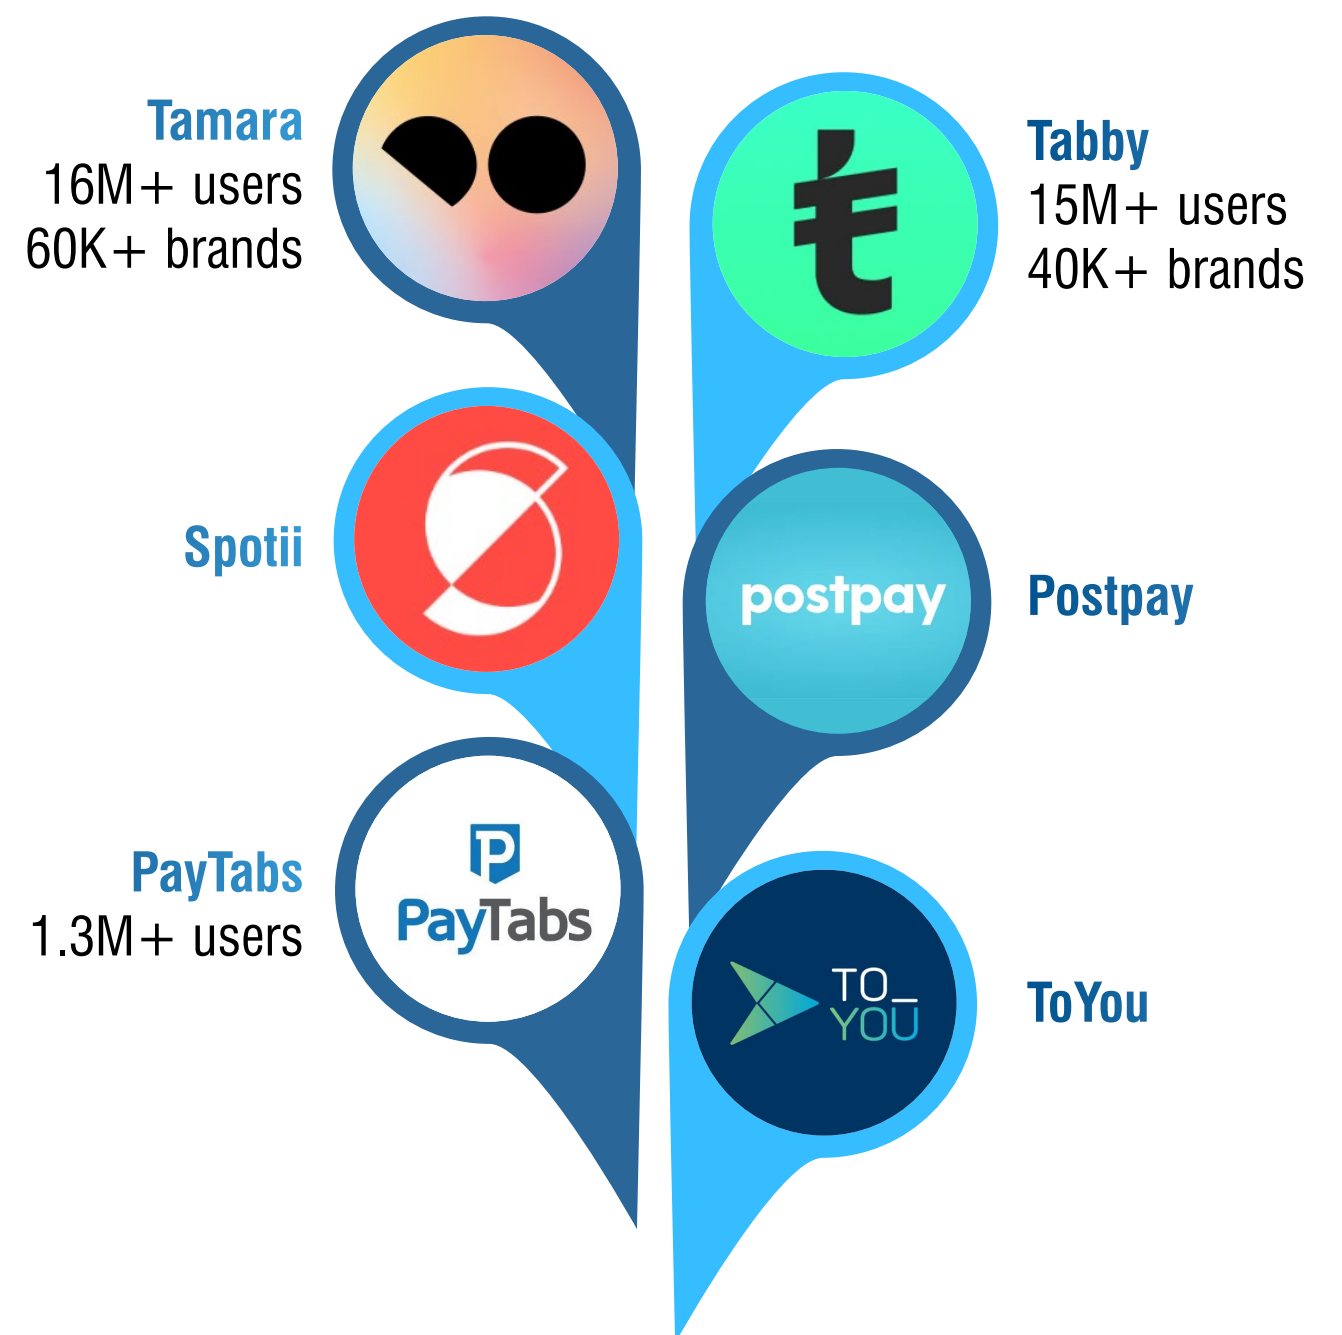 Tamara
16M+ users
60K+ brands
Tabby
15M+ users
40K+ brands
Spotii
postpay
Postpay
PayTabs
1.3M+ users
P
PayTabs
TO_
YOU
ToYou